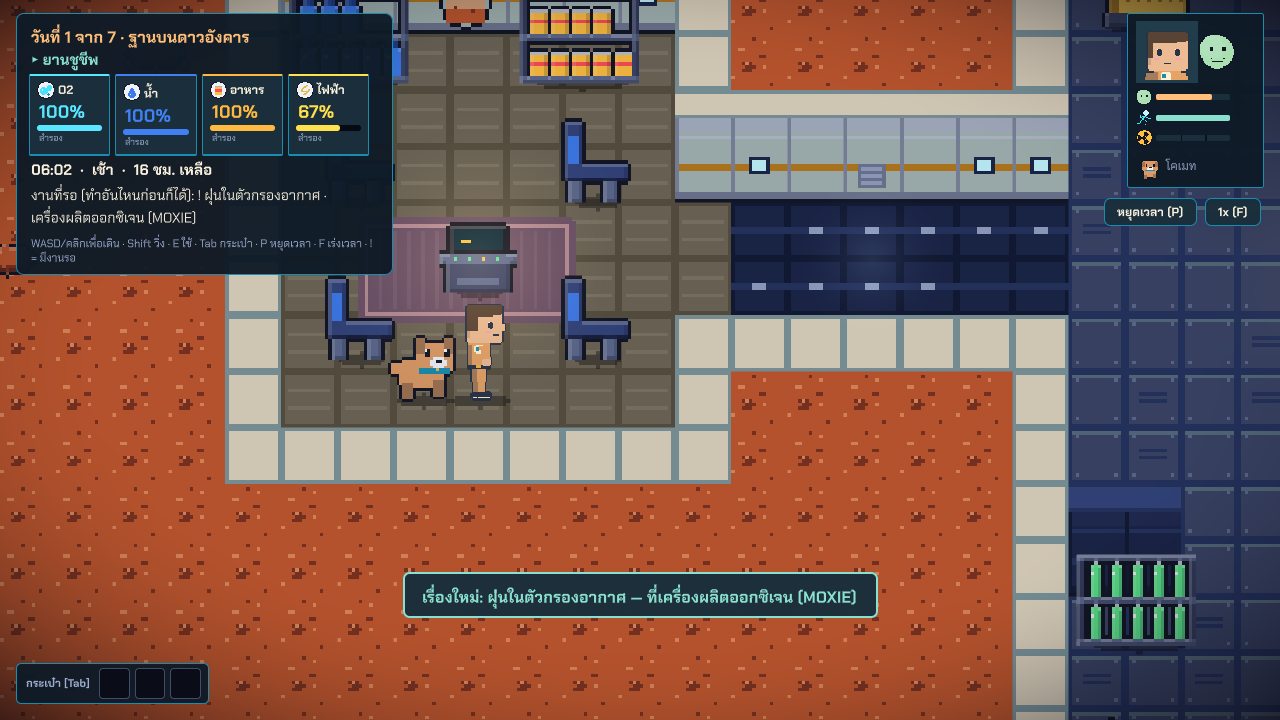 วันที่ 1 จาก 7 · ฐานบนดาวอังคาร
‣ ยานชูชีพ
O2
100%
สำรอง
น้ำ
100%
สำรอง
อาหาร
100%
สำรอง
ไฟฟ้า
67%
สำรอง
06:02 · เช้า · 16 ชม. เหลือ
งานที่รอ (ทำอันไหนก่อนก็ได้): ! ฝุ่นในตัวกรองอากาศ ·
เครื่องผลิตออกซิเจน (MOXIE)
WASD/คลิกเพื่อเดิน · Shift วิ่ง · E ใช้ · Tab กระเป๋า · P หยุดเวลา · F เร่งเวลา · !
= มีงานรอ
โคเมท
หยุดเวลา (P)
1x (F)
เรื่องใหม่: ฝุ่นในตัวกรองอากาศ — ที่เครื่องผลิตออกซิเจน (MOXIE)
กระเป๋า [Tab]